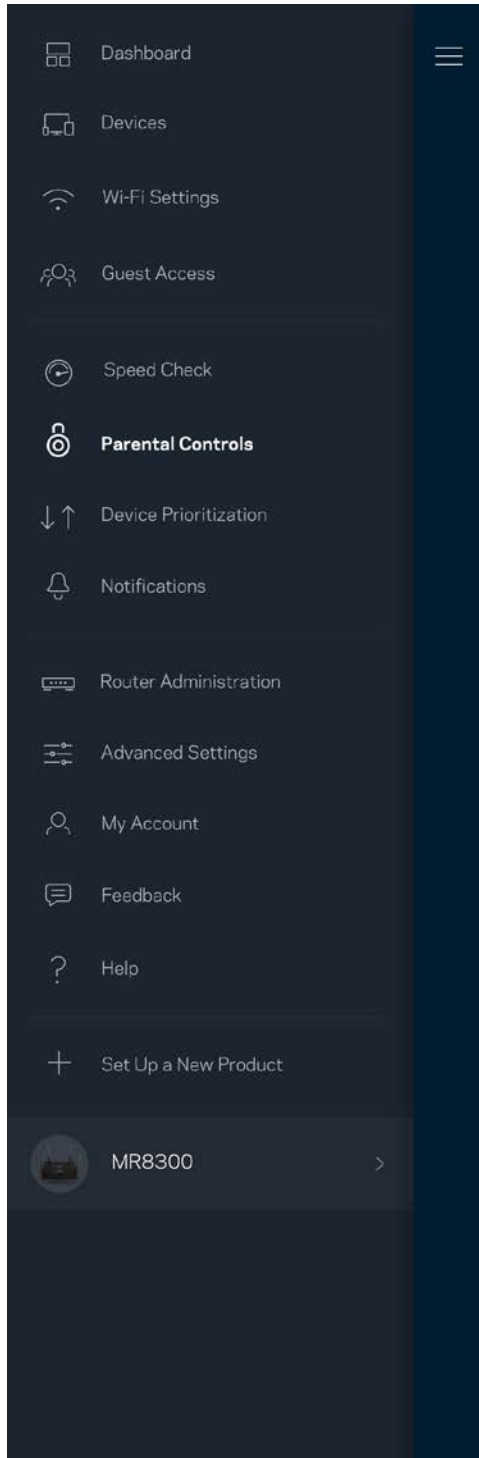 Dashboard
Devices
Wi-Fi Settings
Guest Access
Speed Check
Parental Controls
Device Prioritization
Notifications
Router Administration
Advanced Settings
My Account
Feedback
Help
Set Up a New Product
MR8300